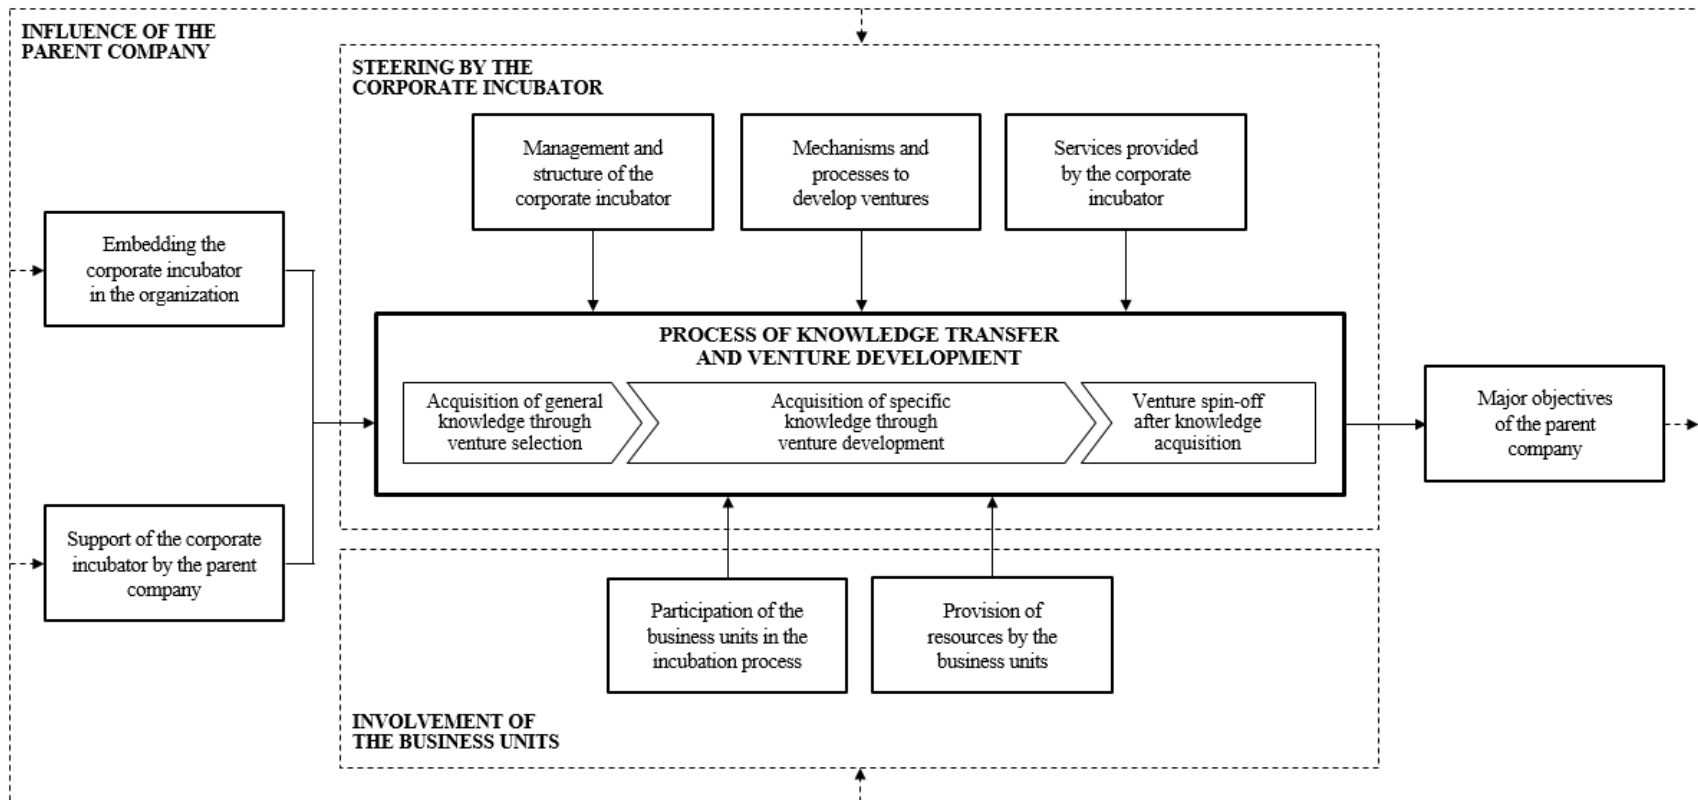 INFLUENCE OF THE
PARENT COMPANY
STEERING BY THE
CORPORATE INCUBATOR
Management and
structure of the
corporate incubator
Mechanisms and
processes to
develop ventures
Services provided
by the corporate
incubator
Embedding the
corporate incubator
in the organization
PROCESS OF KNOWLEDGE TRANSFER
AND VENTURE DEVELOPMENT
Acquisition of general
knowledge through
venture selection
Acquisition of specific
knowledge through
venture development
Venture spin-off
after knowledge
acquisition
Major objectives
of the parent
company
Support of the corporate
incubator by the parent
company
Participation of the
business units in the
incubation process
Provision of
resources by the
business units
INVOLVEMENT OF
THE BUSINESS UNITS